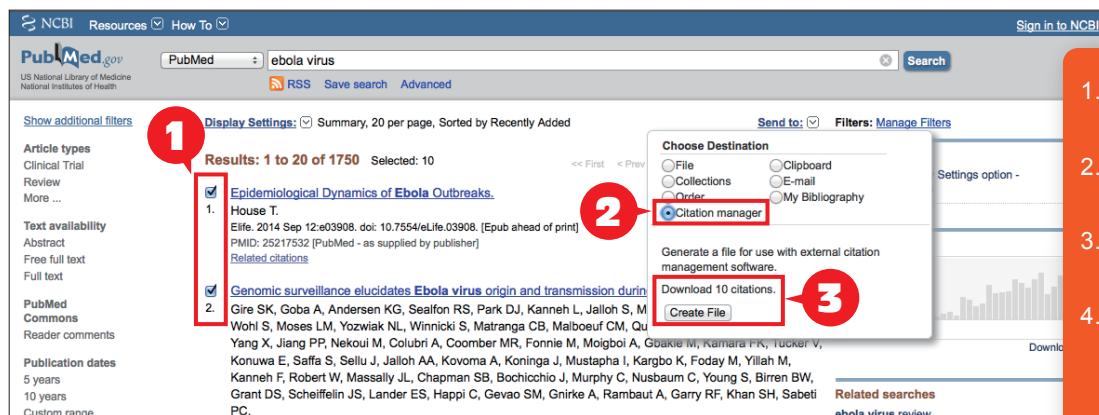 NCBI Resources How To Sign in to NCBI
PubMed.gov
US National Library of Medicine
National Institutes of Health
PubMed
ebola virus
Search
RSS Save search Advanced
Show additional filters
Article types
Clinical Trial
Review
More ...
Text availability
Abstract
Free full text
Full text
PubMed
Commons
Reader comments
Publication dates
5 years
10 years
Custom range
1
Display Settings: Summary, 20 per page, Sorted by Recently Added
Send to:
Results: 1 to 20 of 1750 Selected: 10
<< First < Prev
Epidemiological Dynamics of Ebola Outbreaks.
1. House T.
Elife. 2014 Sep 12:e03908. doi: 10.7554/eLife.03908. [Epub ahead of print]
PMID: 25217532 [PubMed - as supplied by publisher]
Related citations
Genomic surveillance elucidates Ebola virus origin and transmission durin
2. Gire SK, Goba A, Andersen KG, Sealfon RS, Park DJ, Kanneh L, Jalloh S, M
Wohl S, Moses LM, Yozwiak NL, Winnicki S, Matranga CB, Malboeuf CM, Qu
Yang X, Jiang PP, Nekoui M, Colubri A, Coomber MR, Fonnie M, Moigboi A, Gbakie M, Kamara FK, Tucker V,
Konuwa E, Saffa S, Sellu J, Jalloh AA, Kovoma A, Koninga J, Mustapha I, Kargbo K, Foday M, Yillah M,
Kanneh F, Robert W, Massally JL, Chapman SB, Bochicchio J, Murphy C, Nusbaum C, Young S, Birren BW,
Grant DS, Scheiffelin JS, Lander ES, Happi C, Gevao SM, Gnirke A, Rambaut A, Garry RF, Khan SH, Sabeti
PC.
Choose Destination
File Clipboard
Collections E-mail
Order My Bibliography
Citation manager
2
Generate a file for use with external citation
management software.
Download 10 citations.
Create File
3
Filters: Manage Filters
Settings option -
Downlo
Related searches
ebola virus review
1.
2.
3.
4.